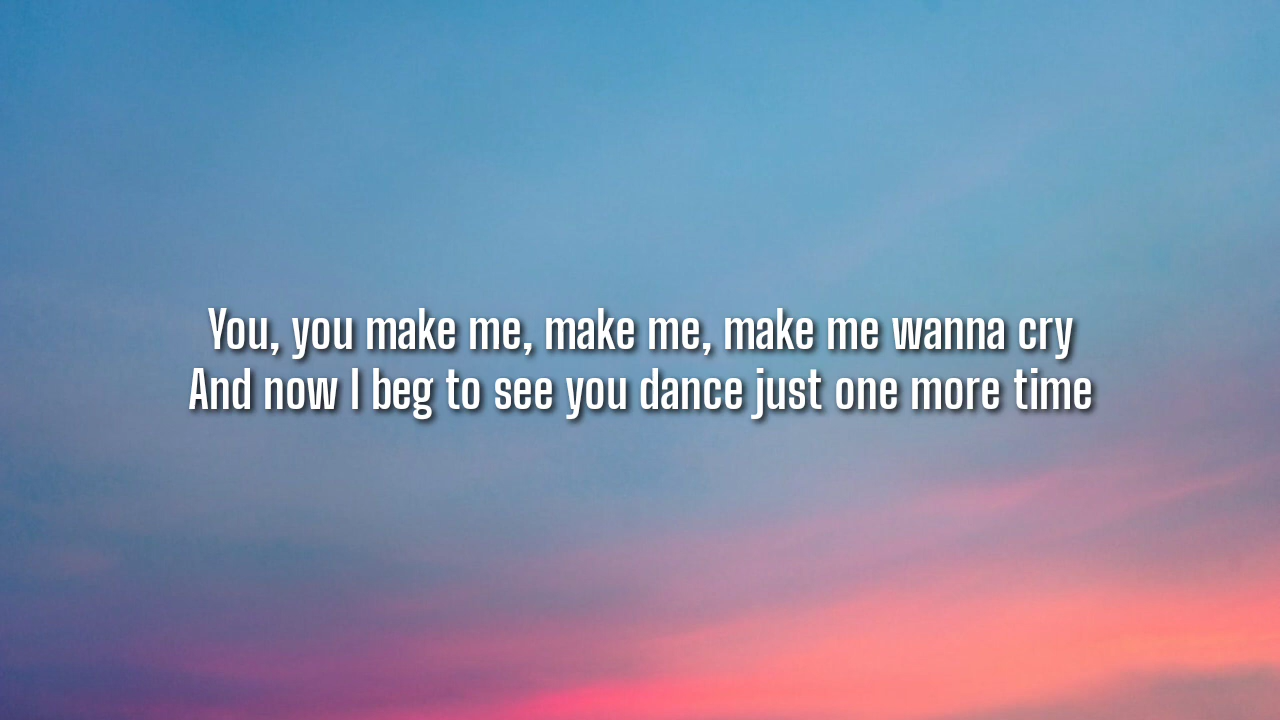 You, you make me, make me, make me wanna cry
And now I beg to see you dance just one more time